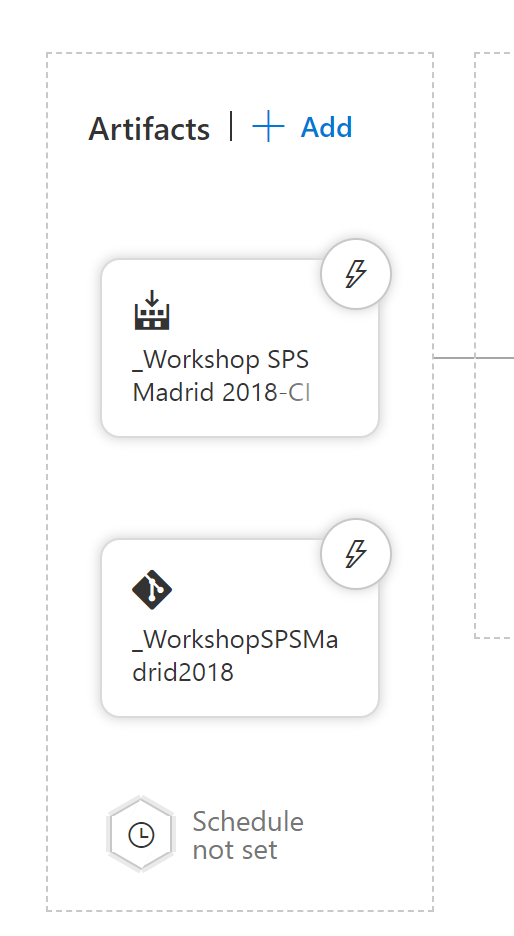 Artifacts | + Add
_Workshop SPS
Madrid 2018-CI
_WorkshopSPSMa
drid2018
Schedule
not set